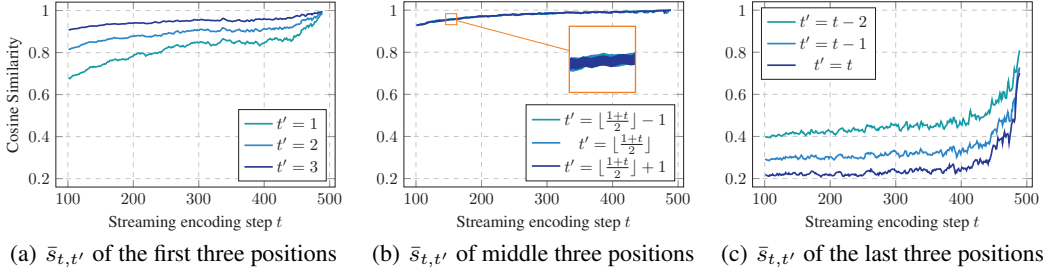 Cosine Similarity
1
0.8
0.6
0.4
0.2
100 200 300 400 500
Streaming encoding step t
t′ = 1
t′ = 2
t′ = 3
(a) s̄ₜ,ₜ′ of the first three positions
1
0.8
0.6
0.4
0.2
100 200 300 400 500
Streaming encoding step t
t′ = ⌊(1+t)/2⌋ − 1
t′ = ⌊(1+t)/2⌋
t′ = ⌊(1+t)/2⌋ + 1
(b) s̄ₜ,ₜ′ of middle three positions
1
0.8
0.6
0.4
0.2
100 200 300 400 500
Streaming encoding step t
t′ = t − 2
t′ = t − 1
t′ = t
(c) s̄ₜ,ₜ′ of the last three positions